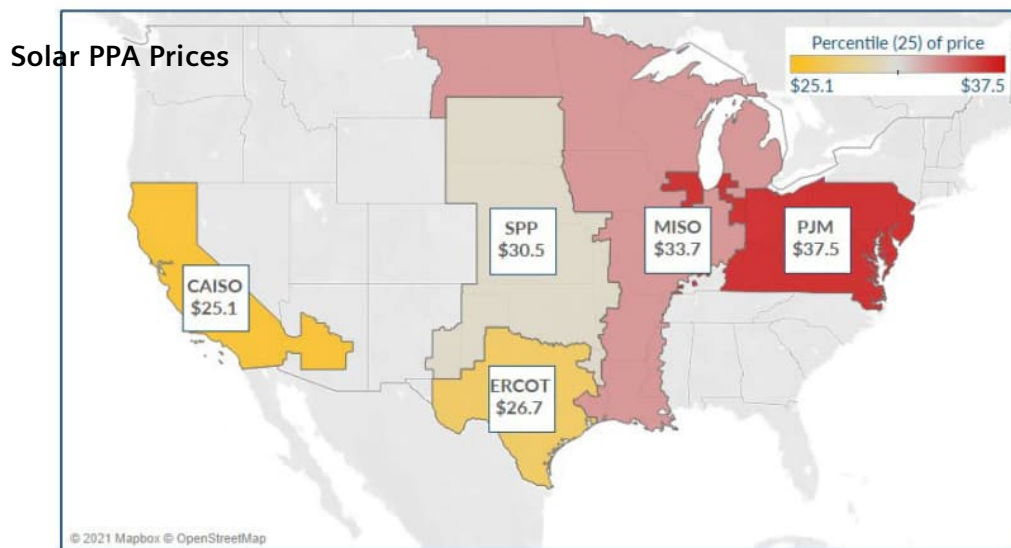 Solar PPA Prices
Percentile (25) of price
$25.1 $37.5
SPP
$30.5
MISO
$33.7
PJM
$37.5
CAISO
$25.1
ERCOT
$26.7
© 2021 Mapbox © OpenStreetMap